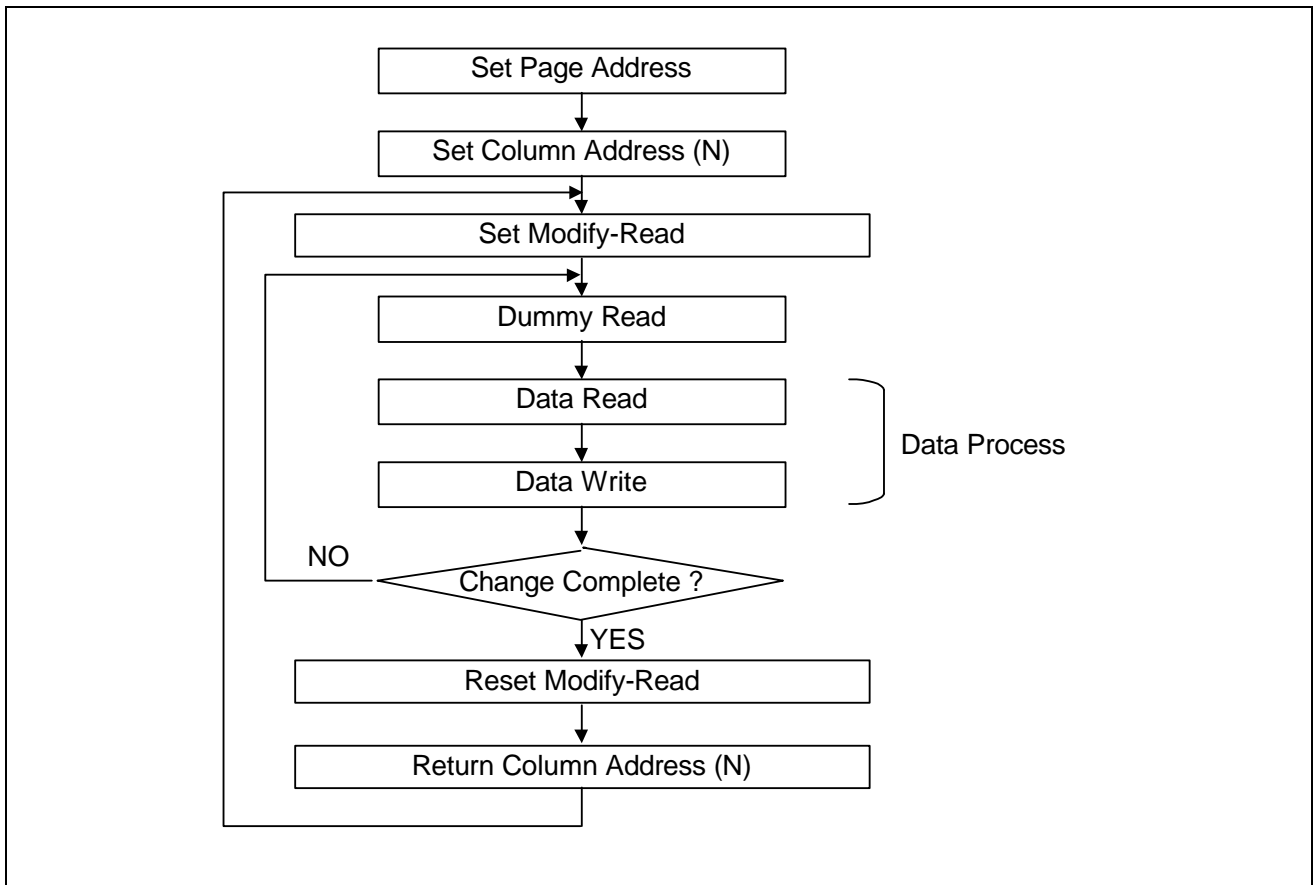 Set Page Address
Set Column Address (N)
Set Modify-Read
Dummy Read
Data Read
Data Process
Data Write
NO
Change Complete ?
YES
Reset Modify-Read
Return Column Address (N)